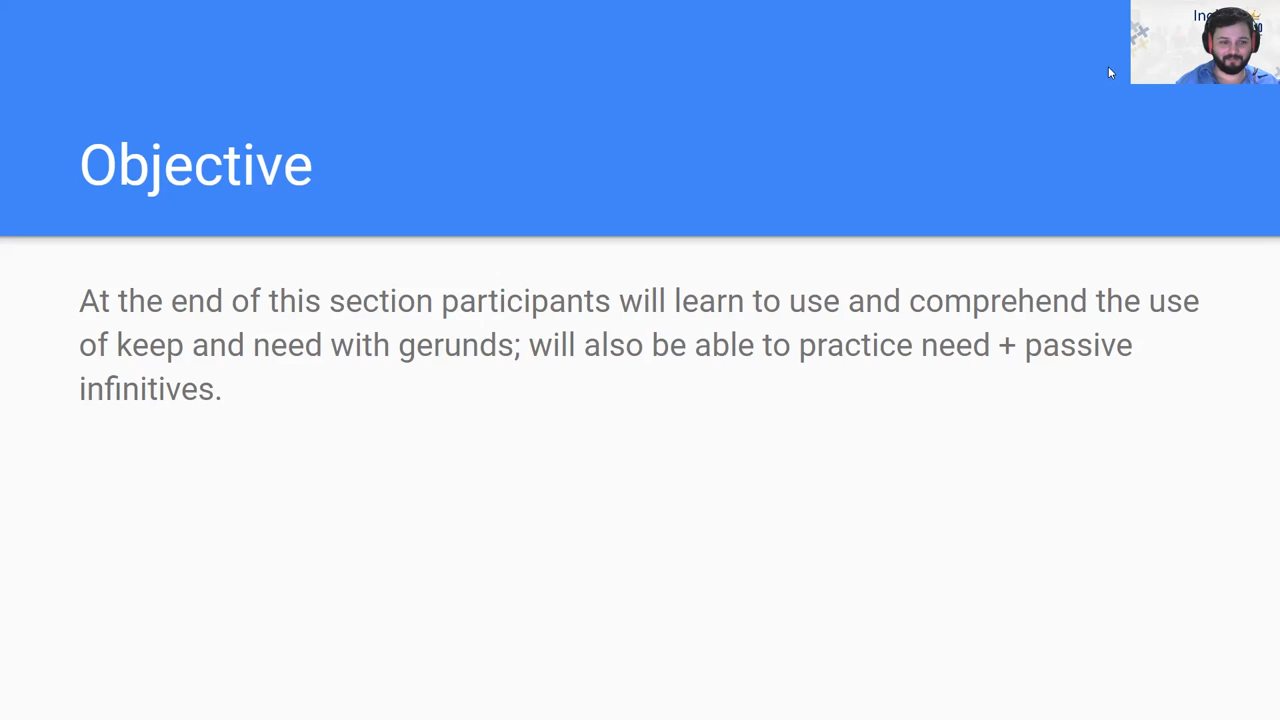 Objective
At the end of this section participants will learn to use and comprehend the use
of keep and need with gerunds; will also be able to practice need + passive
infinitives.